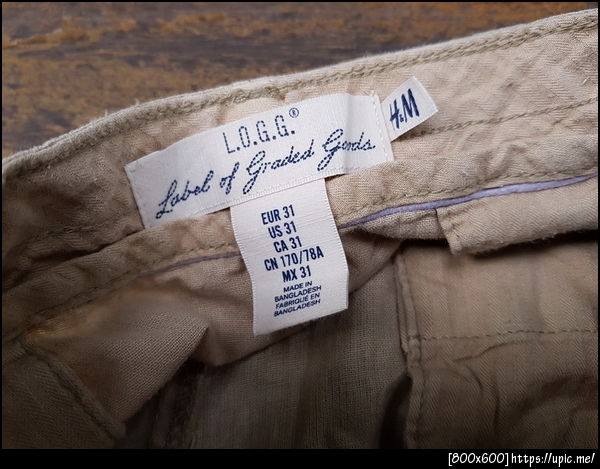 L.O.G.G.®
Label of Graded Goods
H&M
EUR 31
US 31
CA 31
CN 170/78A
MX 31
MADE IN
BANGLADESH
FABRIQUÉ EN
BANGLADESH
[800x600] https://upic.me/